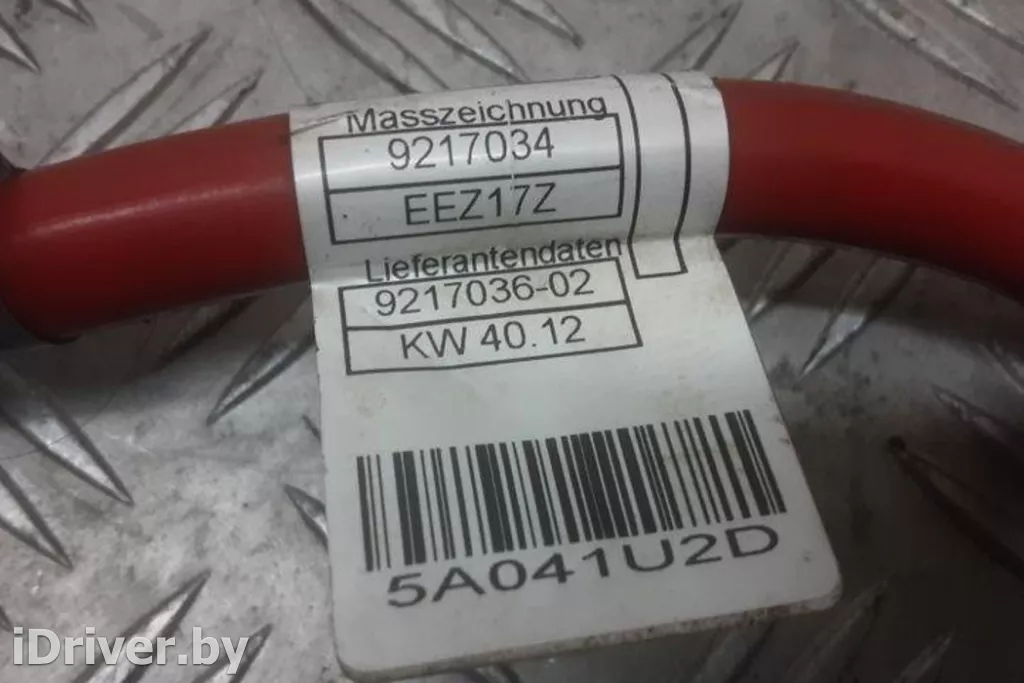 Masszeichnung
9217034
EEZ17Z
Lieferantendaten
9217036-02
KW 40.12
5A041U2D
iDriver.by